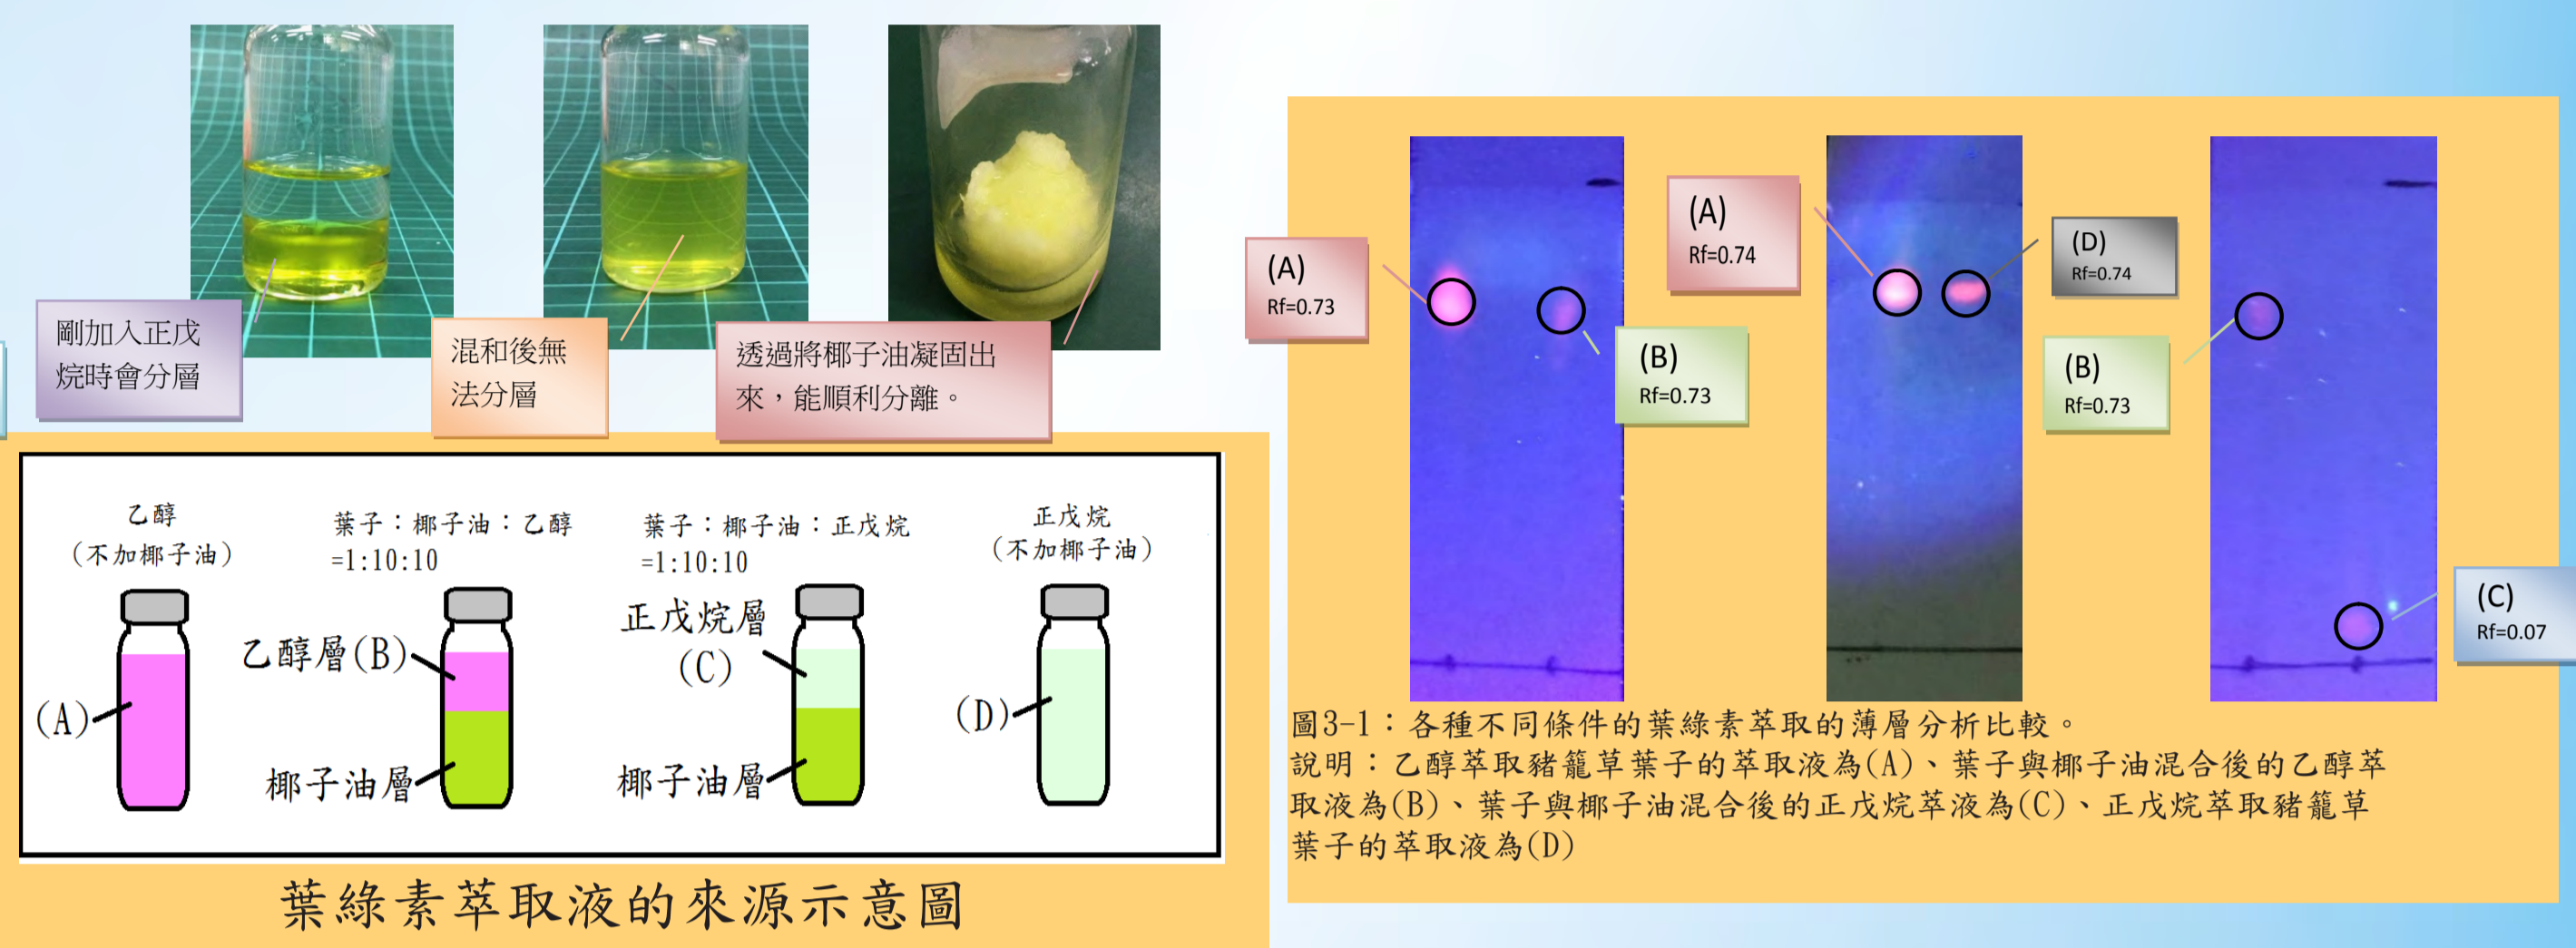 剛加入正戊
烷時會分層
混和後無
法分層
透過將椰子油凝固出
來，能順利分離。
乙醇
（不加椰子油）
葉子：椰子油：乙醇
=1:10:10
葉子：椰子油：正戊烷
=1:10:10
正戊烷
（不加椰子油）
(A)
乙醇層(B)
椰子油層
正戊烷層
(C)
椰子油層
(D)
葉綠素萃取液的來源示意圖
(A)
Rf=0.73
(B)
Rf=0.73
(A)
Rf=0.74
(D)
Rf=0.74
(B)
Rf=0.73
(C)
Rf=0.07
圖3-1：各種不同條件的葉綠素萃取的薄層分析比較。
說明：乙醇萃取豬籠草葉子的萃取液為(A)、葉子與椰子油混合後的乙醇萃
取液為(B)、葉子與椰子油混合後的正戊烷萃液為(C)、正戊烷萃取豬籠草
葉子的萃取液為(D)